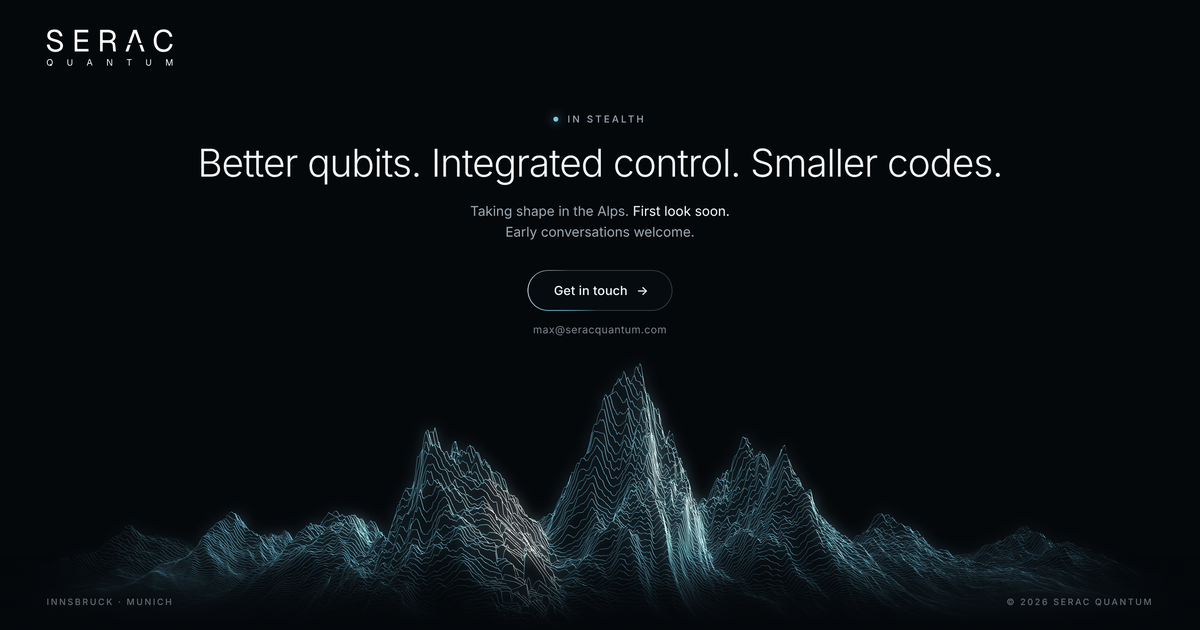 SERAC
QUANTUM
IN STEALTH
Better qubits. Integrated control. Smaller codes.
Taking shape in the Alps. First look soon.
Early conversations welcome.
Get in touch →
max@seracquantum.com
INNSBRUCK · MUNICH
© 2026 SERAC QUANTUM